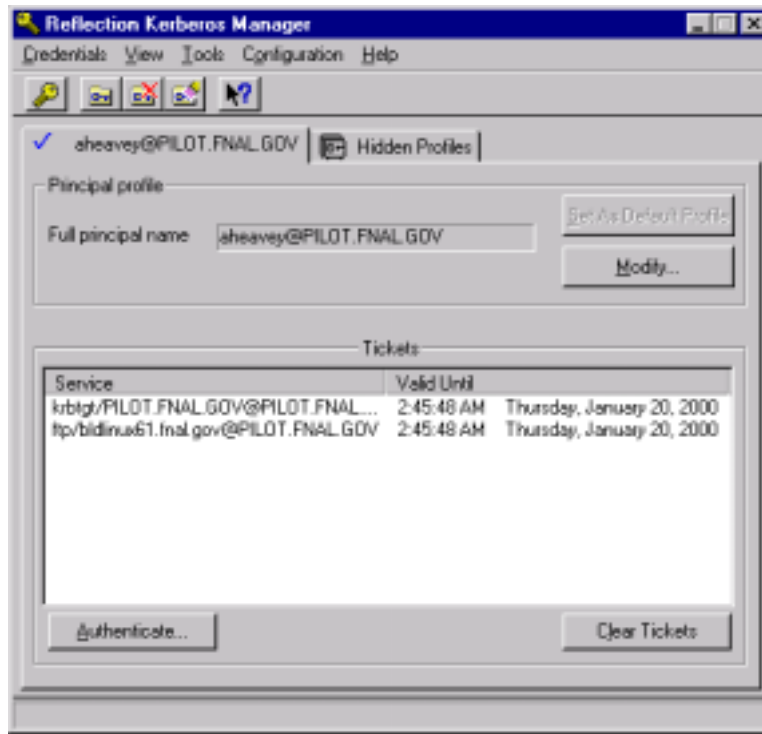 Reflection Kerberos Manager
Credentials View Tools Configuration Help
aheavey@PILOT.FNAL.GOV Hidden Profiles
Principal profile
Full principal name aheavey@PILOT.FNAL.GOV
Set As Default Profile
Modify...
Tickets
Service Valid Until
krbtgt/PILOT.FNAL.GOV@PILOT.FNAL... 2:45:48 AM Thursday, January 20, 2000
ftp/bldlinux61.fnal.gov@PILOT.FNAL.GOV 2:45:48 AM Thursday, January 20, 2000
Authenticate... Clear Tickets